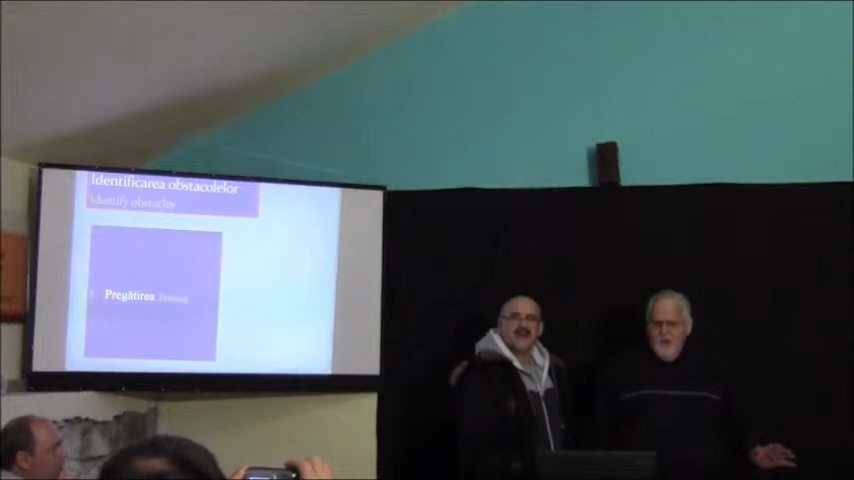 Identificarea obstacolelor
Identify obstacles
Pregătirea